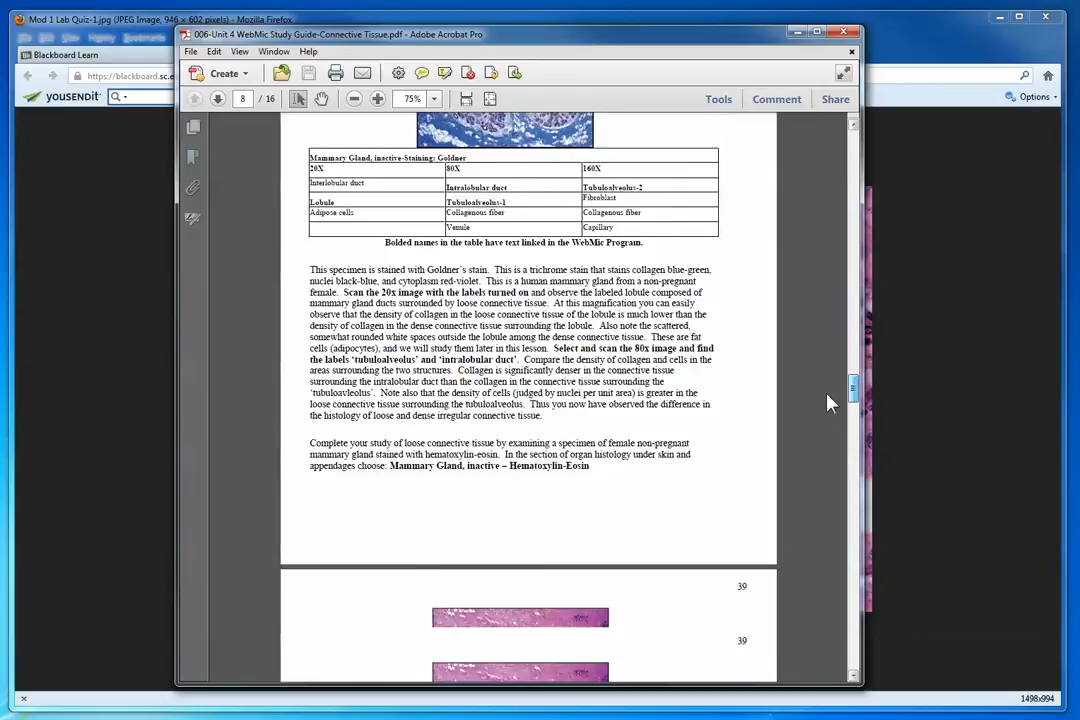 Mod 1 Lab Quiz-1.jpg (JPEG Image, 946 × 602 pixels) - Mozilla Firefox
Blackboard Learn
https://blackboard.sc.e
YOUSENDIT
Options
006-Unit 4 WebMic Study Guide-Connective Tissue.pdf - Adobe Acrobat Pro
File Edit View Window Help
Create
8 / 16 75% Tools Comment Share
Mammary Gland, inactive-Staining: Goldner
20X 80X 160X
Interlobular duct Intralobular duct Tubuloalveolus-2
Lobule Tubuloalveolus-1 Fibroblast
Adipose cells Collagenous fiber Collagenous fiber
Venule Capillary
Bolded names in the table have text linked in the WebMic Program.
This specimen is stained with Goldner's stain. This is a trichrome stain that stains collagen blue-green,
nuclei black-blue, and cytoplasm red-violet. This is a human mammary gland from a non-pregnant
female. Scan the 20x image with the labels turned on and observe the labeled lobule composed of
mammary gland ducts surrounded by loose connective tissue. At this magnification you can easily
observe that the density of collagen in the loose connective tissue of the lobule is much lower than the
density of collagen in the dense connective tissue surrounding the lobule. Also note the scattered,
somewhat rounded white spaces outside the lobule among the dense connective tissue. These are fat
cells (adipocytes), and we will study them later in this lesson. Select and scan the 80x image and find
the labels 'tubuloalveolus' and 'intralobular duct'. Compare the density of collagen and cells in the
areas surrounding the two structures. Collagen is significantly denser in the connective tissue
surrounding the intralobular duct than the collagen in the connective tissue surrounding the
'tubuloavleolus'. Note also that the density of cells (judged by nuclei per unit area) is greater in the
loose connective tissue surrounding the tubuloalveolus. Thus you now have observed the difference in
the histology of loose and dense irregular connective tissue.
Complete your study of loose connective tissue by examining a specimen of female non-pregnant
mammary gland stained with hematoxylin-eosin. In the section of organ histology under skin and
appendages choose: Mammary Gland, inactive – Hematoxylin-Eosin
39
39
1498x994